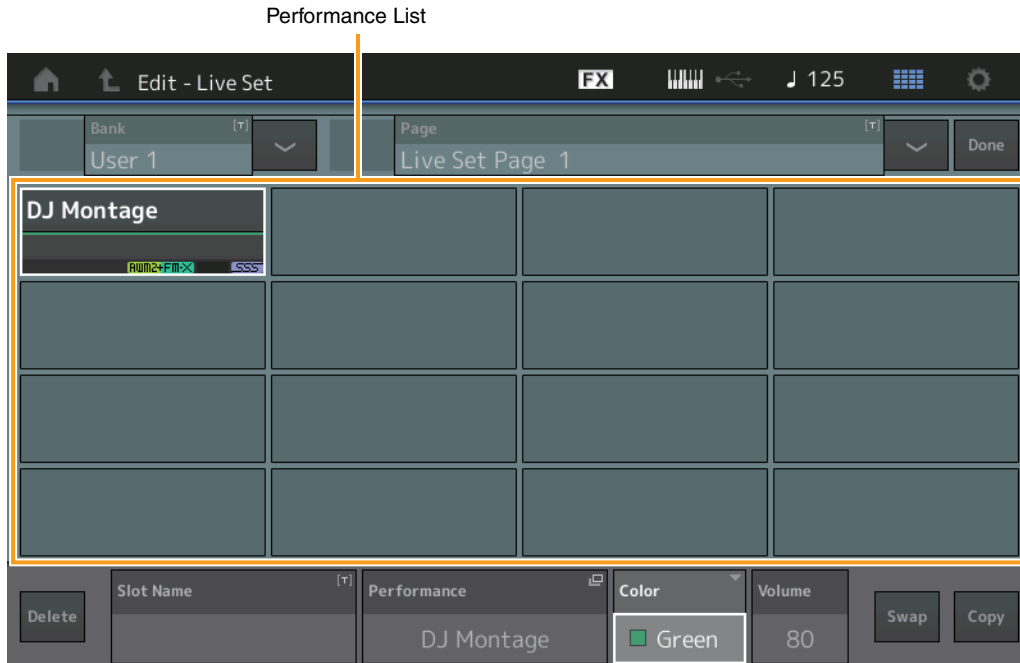 Performance List
Edit - Live Set FX ♩ 125
Bank [T] Page [T]
User 1 Live Set Page 1 Done
DJ Montage
AWM2+FM-X SSS
Slot Name [T] Performance Color Volume
Delete Swap Copy
DJ Montage Green 80